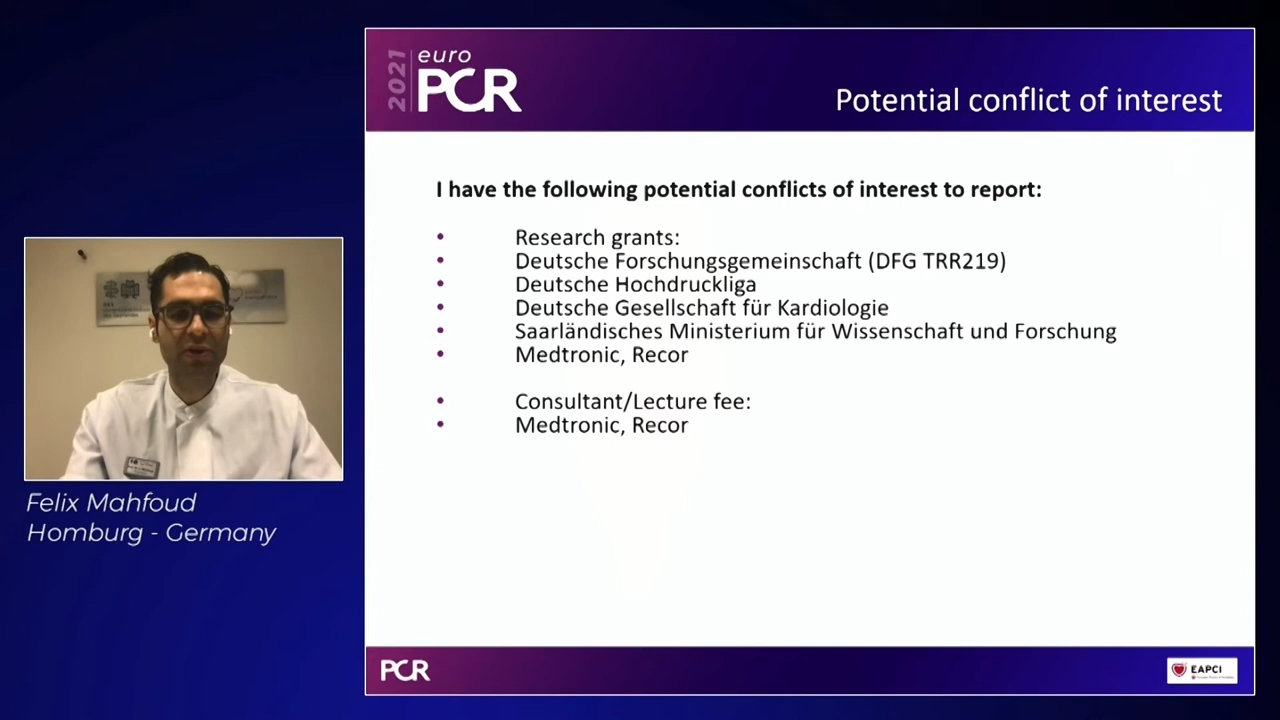 2021
euro
PCR
Potential conflict of interest
I have the following potential conflicts of interest to report:
• Research grants:
• Deutsche Forschungsgemeinschaft (DFG TRR219)
• Deutsche Hochdruckliga
• Deutsche Gesellschaft für Kardiologie
• Saarländisches Ministerium für Wissenschaft und Forschung
• Medtronic, Recor
• Consultant/Lecture fee:
• Medtronic, Recor
Felix Mahfoud
Homburg - Germany
PCR
EAPCI